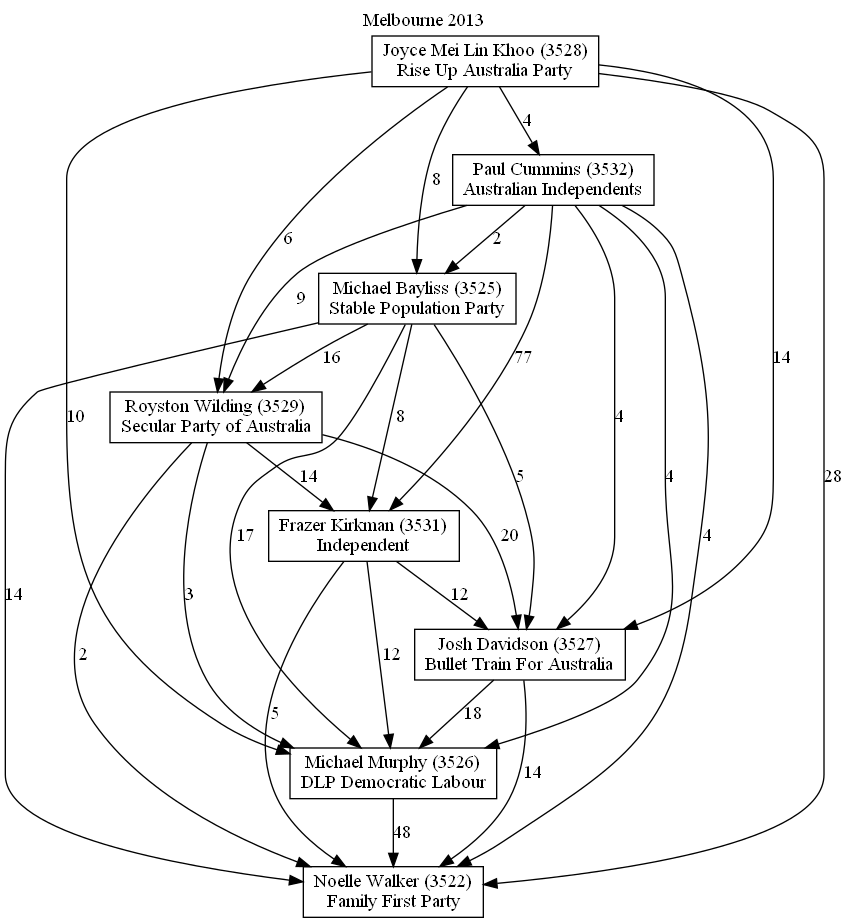 Melbourne 2013
Joyce Mei Lin Khoo (3528)
Rise Up Australia Party
4
Paul Cummins (3532)
Australian Independents
8
6
2
Michael Bayliss (3525)
Stable Population Party
9
16
77
14
Royston Wilding (3529)
Secular Party of Australia
10
8
4
14
5
4
28
Frazer Kirkman (3531)
Independent
17
20
4
14
12
3
Josh Davidson (3527)
Bullet Train For Australia
2
12
5
18
Michael Murphy (3526)
DLP Democratic Labour
14
48
Noelle Walker (3522)
Family First Party